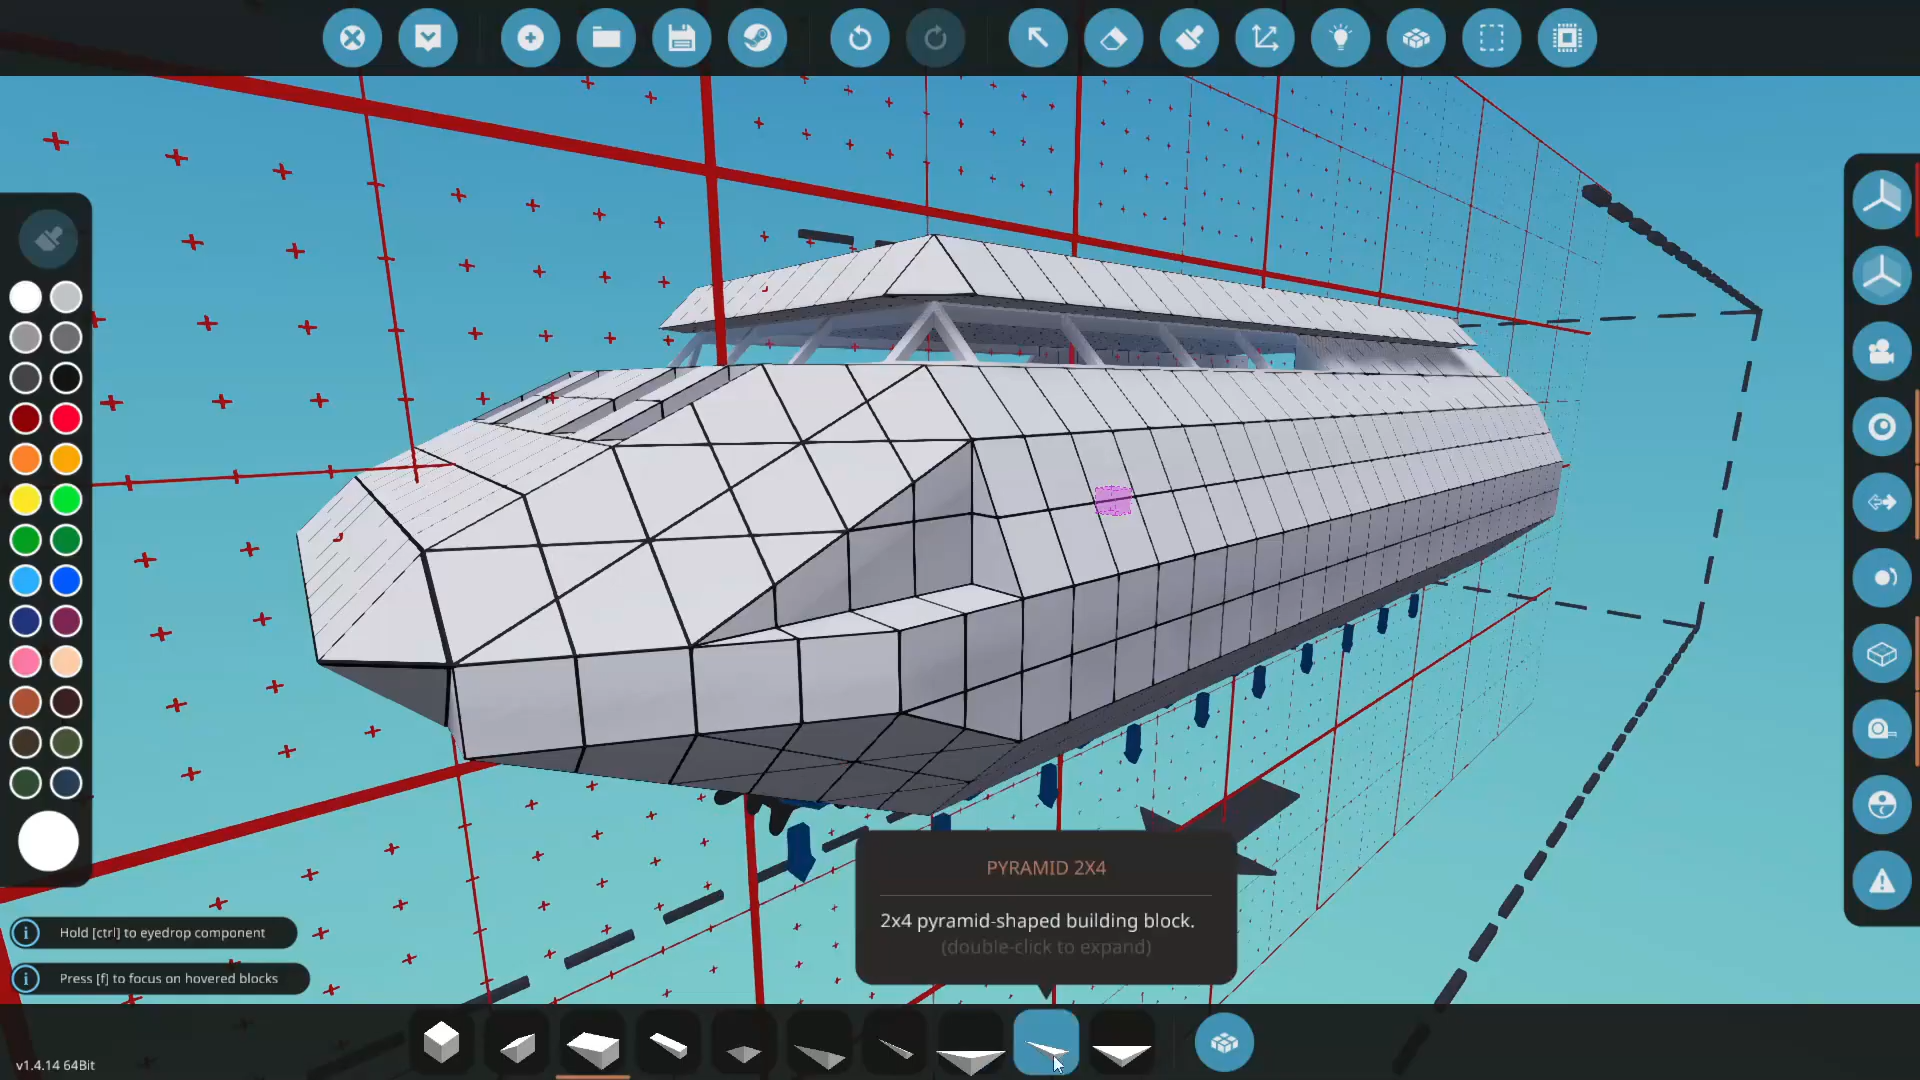 PYRAMID 2X4
2x4 pyramid-shaped building block.
(double-click to expand)
Hold [ctrl] to eyedrop component
Press [f] to focus on hovered blocks
v1.4.14 64Bit